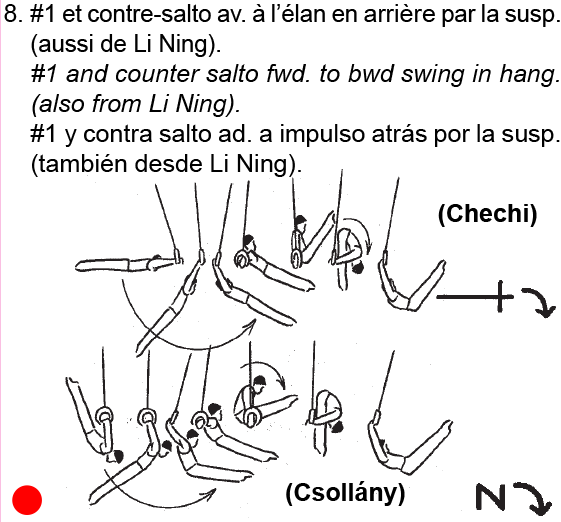 8. #1 et contre-salto av. à l’élan en arrière par la susp.
(aussi de Li Ning).
#1 and counter salto fwd. to bwd swing in hang.
(also from Li Ning).
#1 y contra salto ad. a impulso atrás por la susp.
(también desde Li Ning).
(Chechi)
(Csollány)